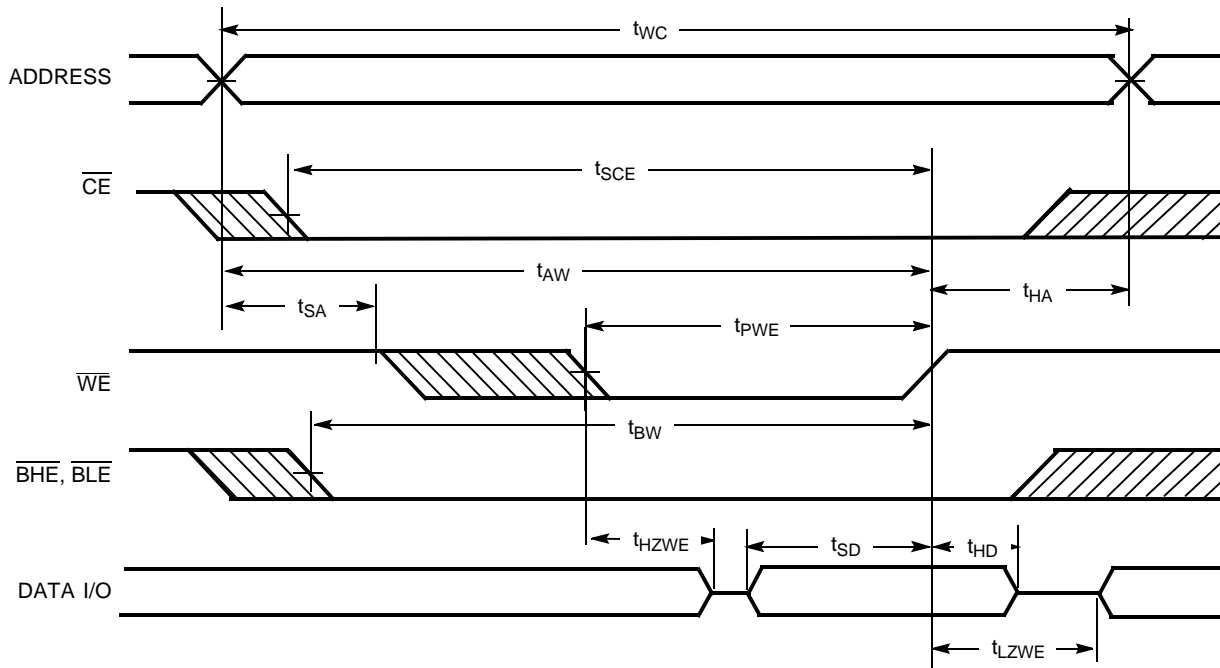 tWC
ADDRESS
tSCE
CE
tAW
tSA
tHA
tPWE
WE
tBW
BHE, BLE
tHZWE
tSD
tHD
DATA I/O
tLZWE